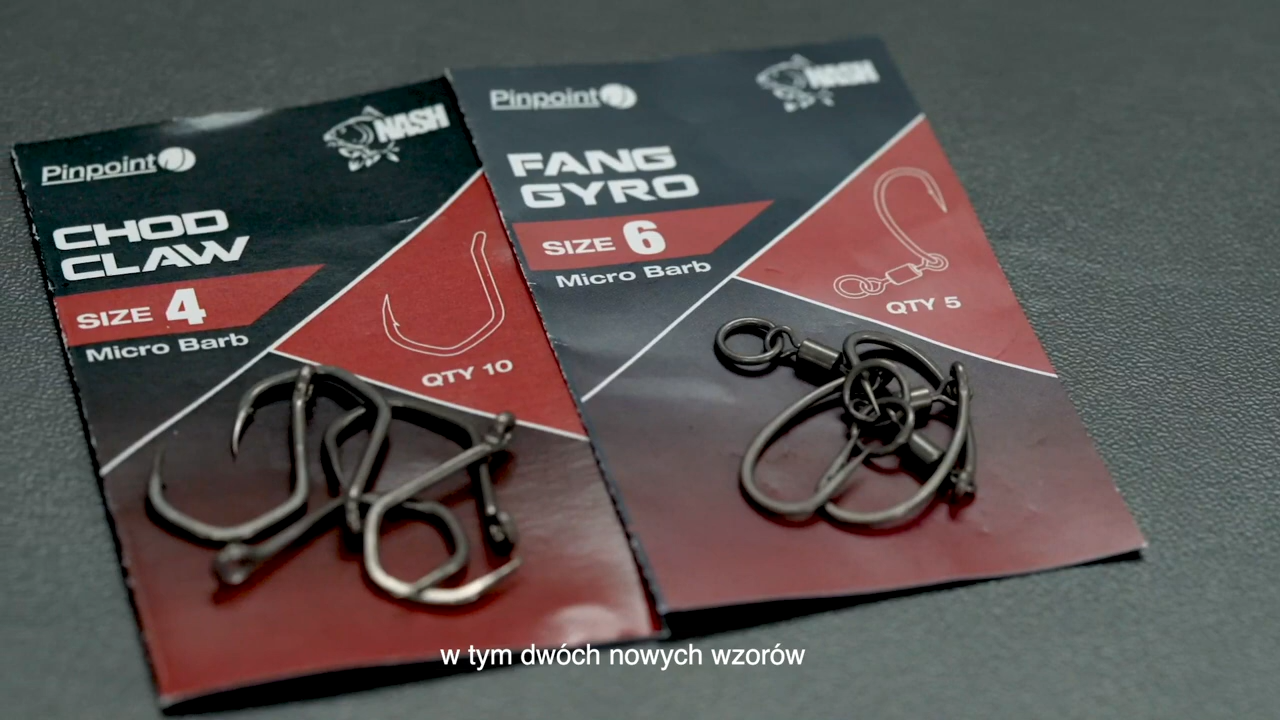 Pinpoint
NASH
CHOD
CLAW
SIZE 4
Micro Barb
QTY 10
Pinpoint
NASH
FANG
GYRO
SIZE 6
Micro Barb
QTY 5
w tym dwóch nowych wzorów